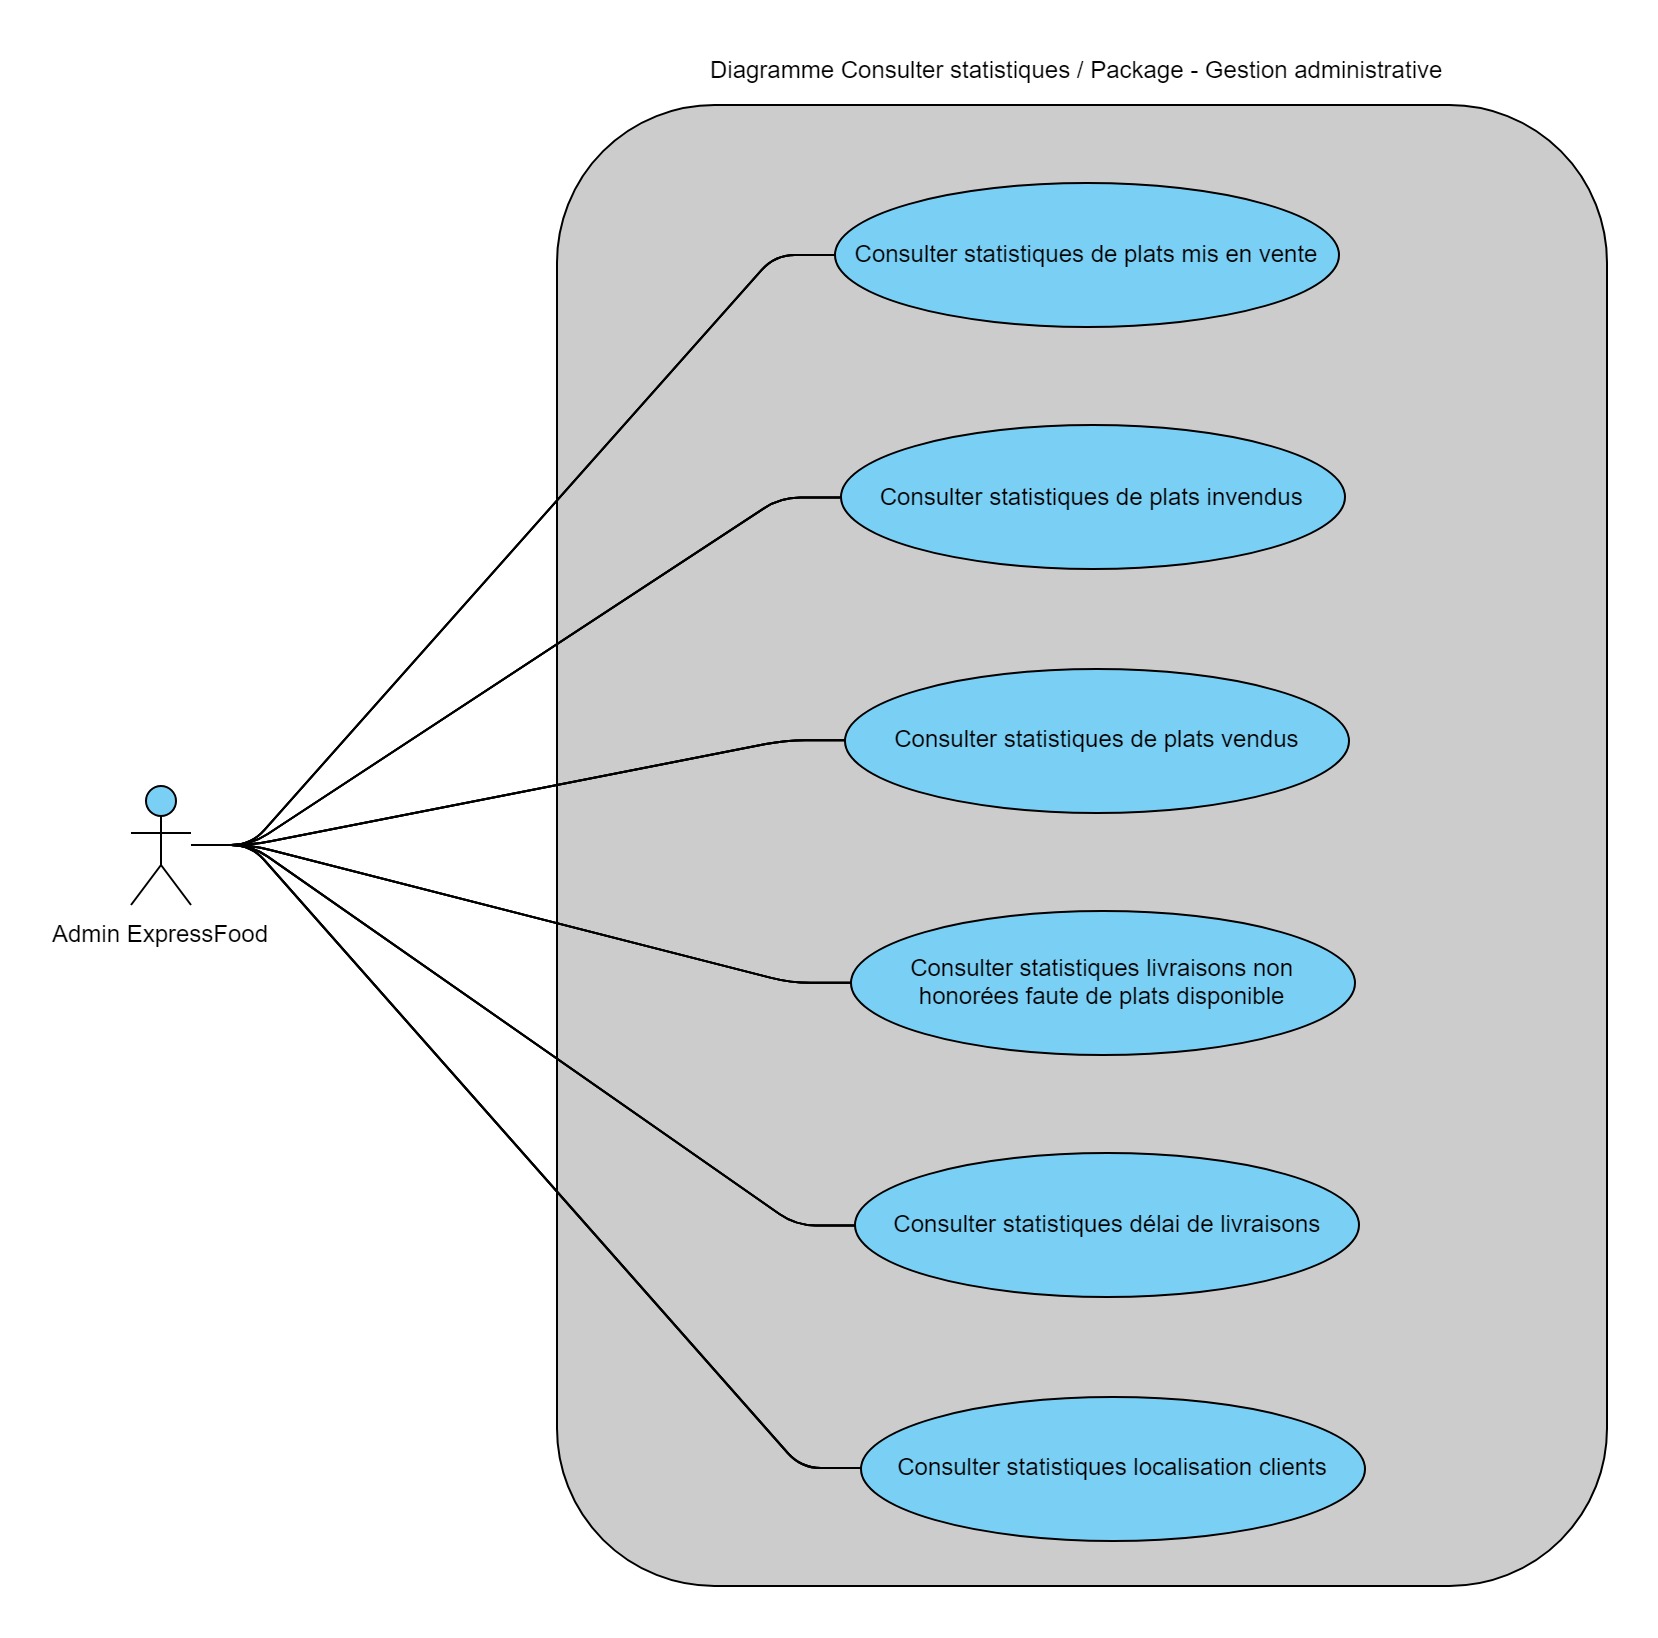 Diagramme Consulter statistiques / Package - Gestion administrative
Consulter statistiques de plats mis en vente
Consulter statistiques de plats invendus
Consulter statistiques de plats vendus
Admin ExpressFood
Consulter statistiques livraisons non
honorées faute de plats disponible
Consulter statistiques délai de livraisons
Consulter statistiques localisation clients